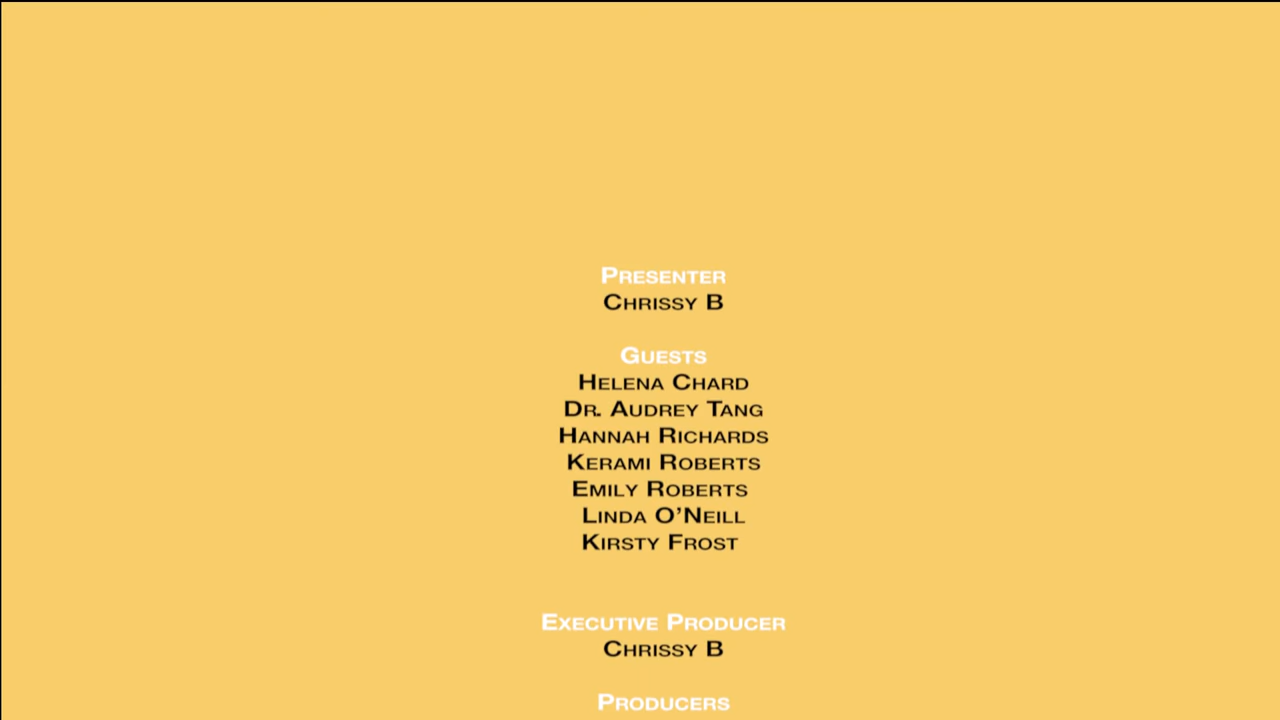 Presenter
Chrissy B
Guests
Helena Chard
Dr. Audrey Tang
Hannah Richards
Kerami Roberts
Emily Roberts
Linda O’Neill
Kirsty Frost
Executive Producer
Chrissy B
Producers